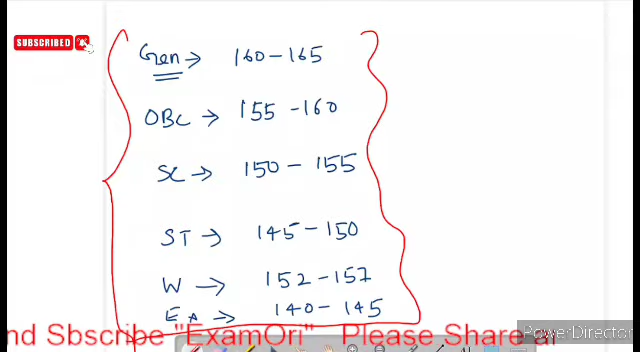 SUBSCRIBED
Gen → 160-165
OBC → 155-160
SC → 150-155
ST → 145-150
W → 152-157
→ 140-145
nd Sbscribe "ExamOri" Please Share a
PowerDirector